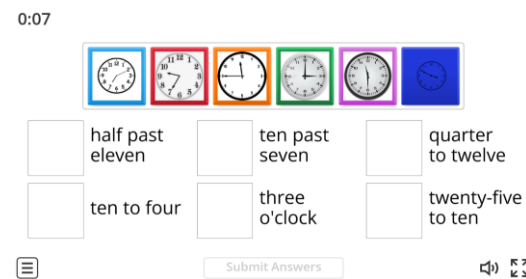 0:07
half past
eleven
ten past
seven
quarter
to twelve
ten to four
three
o'clock
twenty-five
to ten
Submit Answers